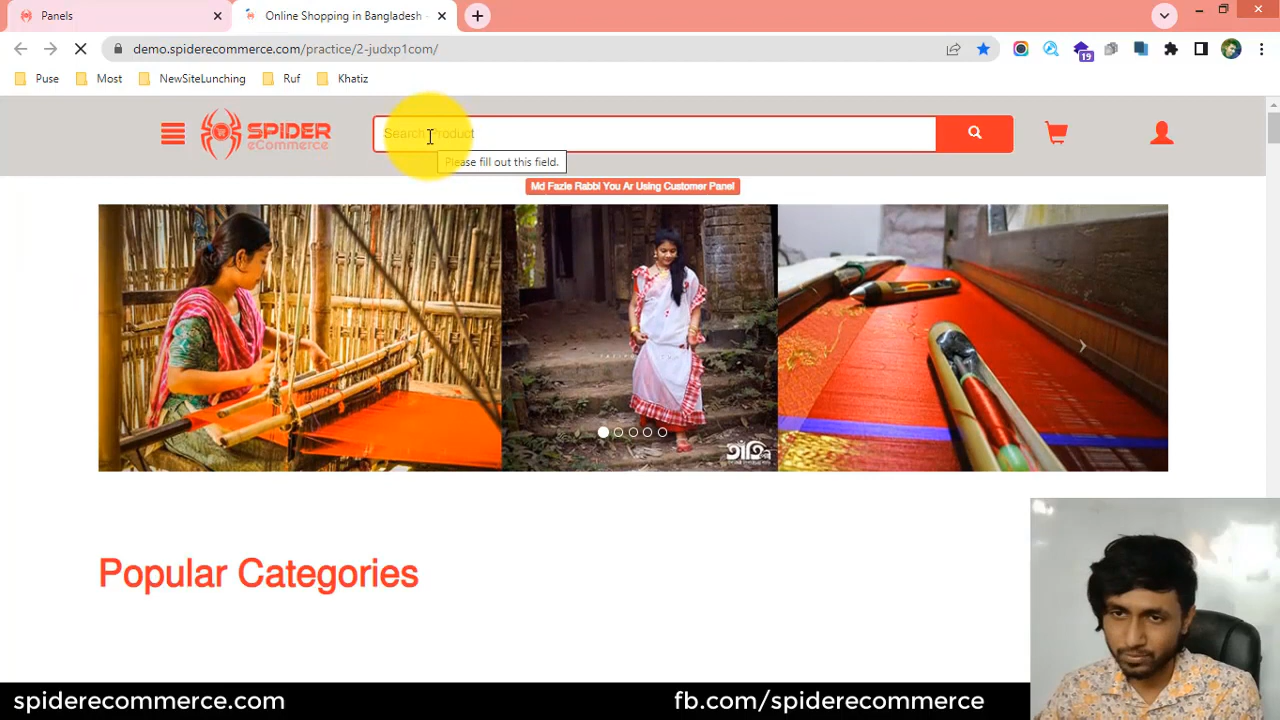 Panels
Online Shopping in Bangladesh -
demo.spiderecommerce.com/practice/2-judxp1com/
19
Puse
Most
NewSiteLunching
Ruf
Khatiz
SPIDER
eCommerce
Search Product
Please fill out this field.
Md Fazle Rabbi You Ar Using Customer Panel
Popular Categories
spiderecommerce.com
fb.com/spiderecommerce